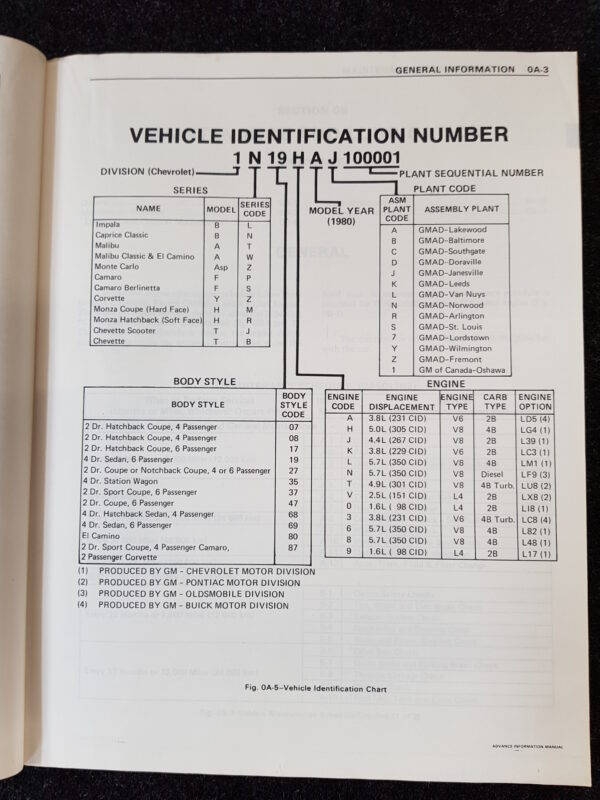 GENERAL INFORMATION 0A-3
VEHICLE IDENTIFICATION NUMBER
1 N 19 H A J 100001
DIVISION (Chevrolet)
PLANT SEQUENTIAL NUMBER
SERIES
NAME MODEL SERIES CODE
Impala B L
Caprice Classic B N
Malibu A T
Malibu Classic & El Camino A W
Monte Carlo Asp Z
Camaro F P
Camaro Berlinetta F S
Corvette Y Z
Monza Coupe (Hard Face) H M
Monza Hatchback (Soft Face) H R
Chevette Scooter T J
Chevette T B
MODEL YEAR
(1980)
PLANT CODE
ASM PLANT CODE ASSEMBLY PLANT
A GMAD-Lakewood
B GMAD-Baltimore
C GMAD-Southgate
D GMAD-Doraville
J GMAD-Janesville
K GMAD-Leeds
L GMAD-Van Nuys
N GMAD-Norwood
R GMAD-Arlington
S GMAD-St. Louis
7 GMAD-Lordstown
Y GMAD-Wilmington
Z GMAD-Fremont
1 GM of Canada-Oshawa
BODY STYLE
BODY STYLE BODY STYLE CODE
2 Dr. Hatchback Coupe, 4 Passenger 07
2 Dr. Hatchback Coupe, 4 Passenger 08
2 Dr. Hatchback Coupe, 6 Passenger 17
4 Dr. Sedan, 6 Passenger 19
2 Dr. Coupe or Notchback Coupe, 4 or 6 Passenger 27
4 Dr. Station Wagon 35
2 Dr. Sport Coupe, 6 Passenger 37
2 Dr. Coupe, 6 Passenger 47
4 Dr. Hatchback Sedan, 4 Passenger 68
4 Dr. Sedan, 6 Passenger 69
El Camino 80
2 Dr. Sport Coupe, 4 Passenger Camaro, 87
2 Passenger Corvette
ENGINE
ENGINE CODE ENGINE DISPLACEMENT ENGINE TYPE CARB TYPE ENGINE OPTION
A 3.8L (231 CID) V6 2B LD5 (4)
H 5.0L (305 CID) V8 4B LG4 (1)
J 4.4L (267 CID) V8 2B L39 (1)
K 3.8L (229 CID) V6 2B LC3 (1)
L 5.7L (350 CID) V8 4B LM1 (1)
N 5.7L (350 CID) V8 Diesel LF9 (3)
T 4.9L (301 CID) V8 4B Turb. LU8 (2)
V 2.5L (151 CID) L4 2B LX8 (2)
0 1.6L ( 98 CID) L4 2B LI8 (1)
3 3.8L (231 CID) V6 4B Turb. LC8 (4)
6 5.7L (350 CID) V8 4B L82 (1)
8 5.7L (350 CID) V8 4B L48 (1)
9 1.6L ( 98 CID) L4 2B L17 (1)
(1) PRODUCED BY GM - CHEVROLET MOTOR DIVISION
(2) PRODUCED BY GM - PONTIAC MOTOR DIVISION
(3) PRODUCED BY GM - OLDSMOBILE DIVISION
(4) PRODUCED BY GM - BUICK MOTOR DIVISION
Fig. 0A-5-Vehicle Identification Chart
ADVANCE INFORMATION MANUAL